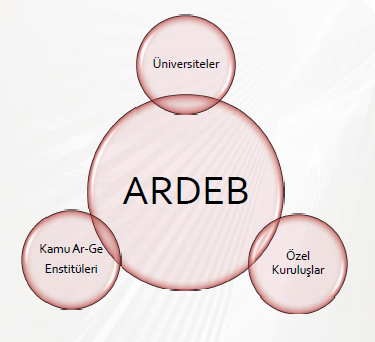 Üniversiteler
ARDEB
Kamu Ar-Ge
Enstitüleri
Özel
Kuruluşlar